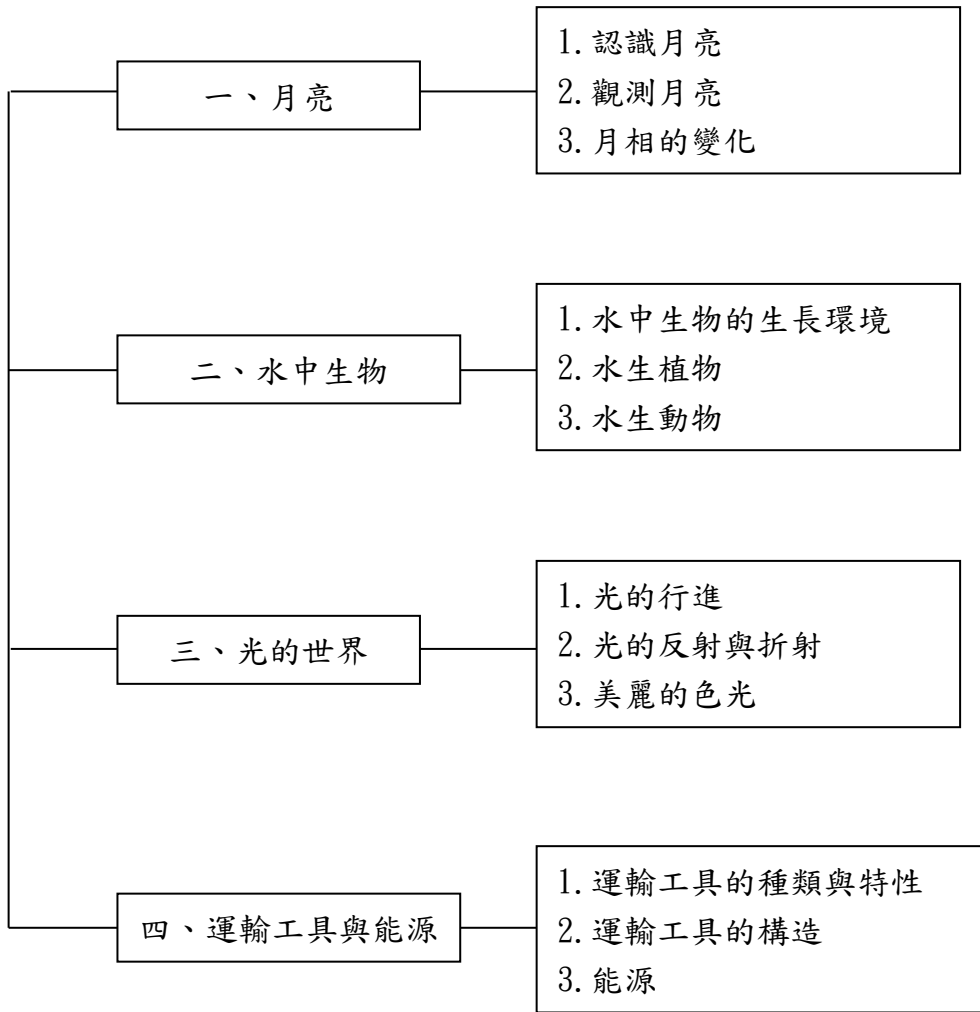 一、月亮
1.認識月亮
2.觀測月亮
3.月相的變化
二、水中生物
1.水中生物的生長環境
2.水生植物
3.水生動物
三、光的世界
1.光的行進
2.光的反射與折射
3.美麗的色光
四、運輸工具與能源
1.運輸工具的種類與特性
2.運輸工具的構造
3.能源